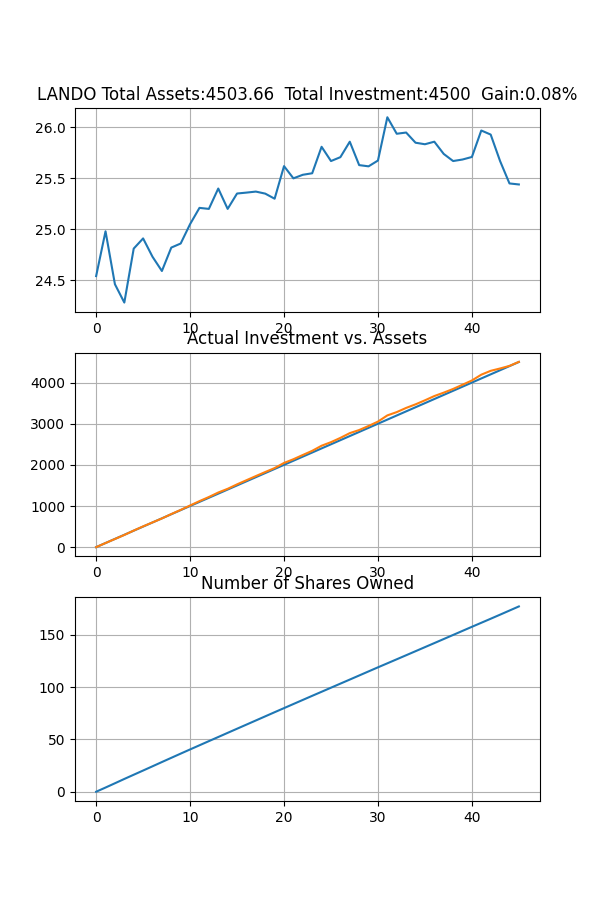 LANDO Total Assets:4503.66  Total Investment:4500  Gain:0.08%
26.0
25.5
25.0
24.5
0 10 20 30 40
Actual Investment vs. Assets
4000
3000
2000
1000
0
0 10 20 30 40
Number of Shares Owned
150
100
50
0
0 10 20 30 40